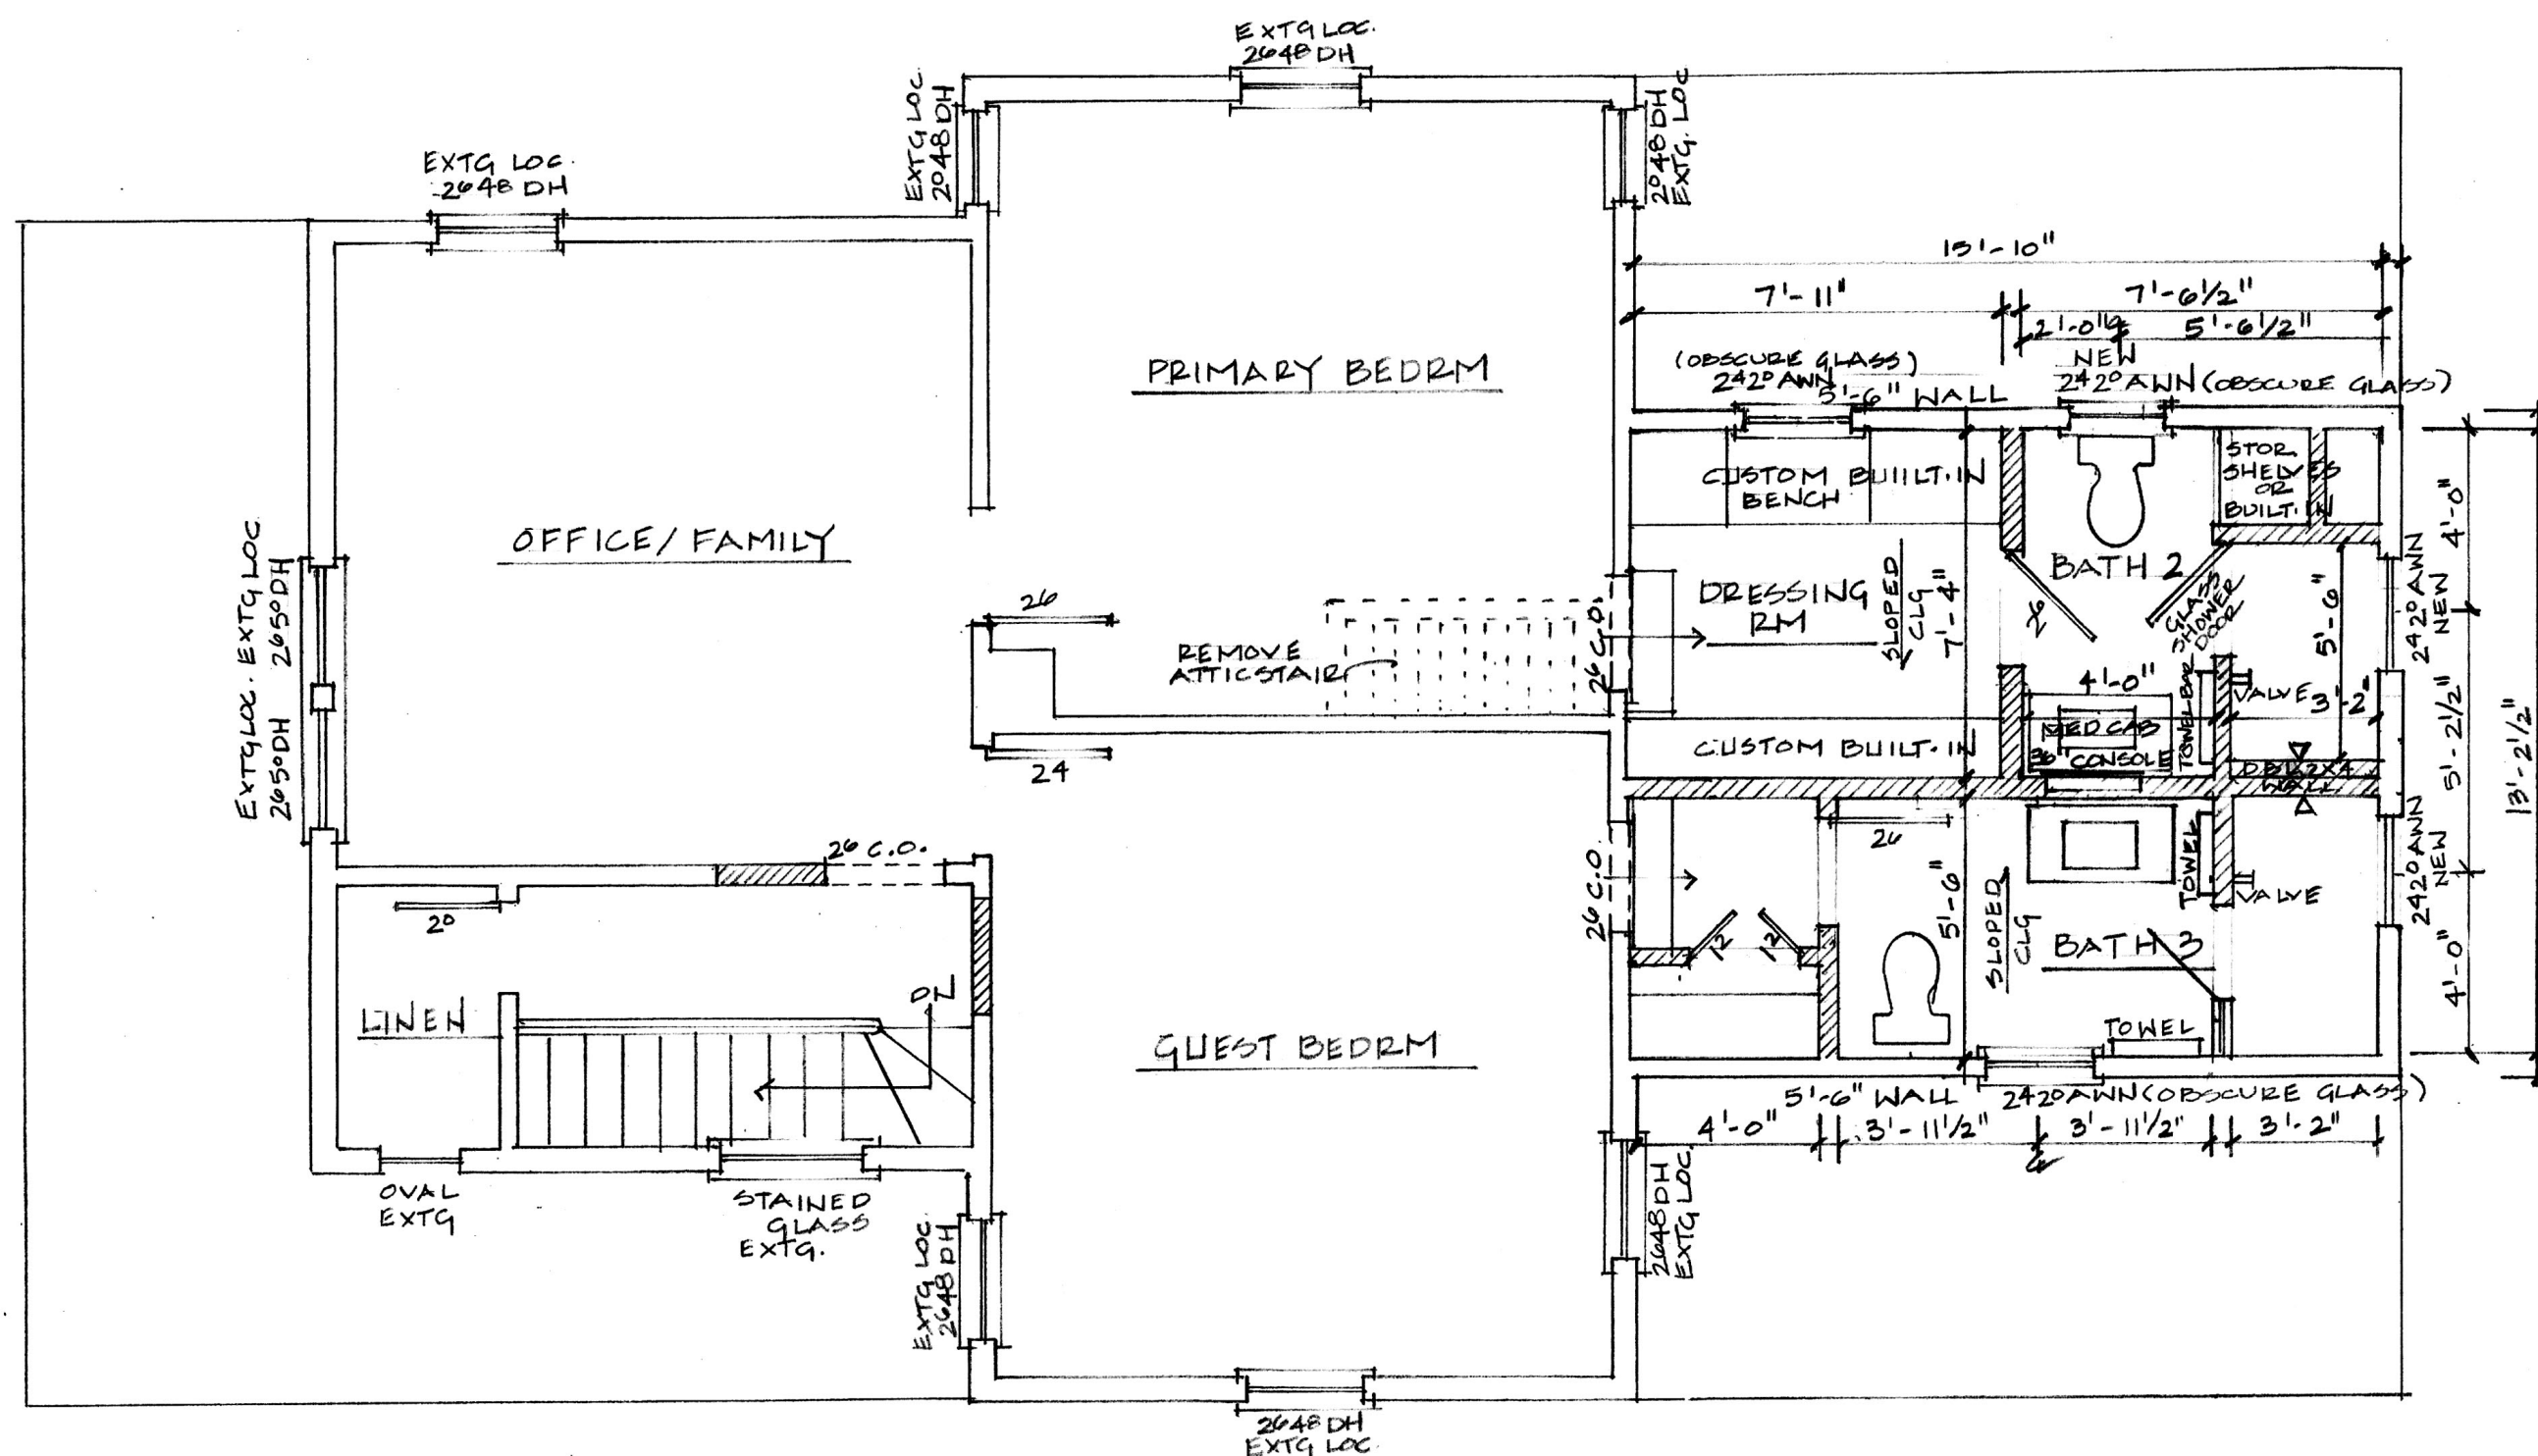 EXTG LOC.
2648 DH
EXTG LOC
2048 DH
2048 DH
EXTG. LOC
EXTG LOC.
2648 DH
15'-10"
7'-11"
7'-6 1/2"
2'-0"
5'-6 1/2"
(OBSCURE GLASS)
2420 AWN
5'-6" WALL
NEW
2420 AWN (OBSCURE GLASS)
PRIMARY BEDRM
CUSTOM BUIILT-IN
BENCH
STOR
SHELVES
OR
BUILT-IN
4'-0"
OFFICE/ FAMILY
EXTG LOC. EXTG LOC
2650 DH 2650 DH
26
DRESSING
RM
SLOPED
CLG
7'-4"
BATH 2
26
GLASS
SHOWER
DOOR
5'-6"
2420 AWN
NEW
REMOVE
ATTIC STAIR
26 C.O.
4'-0"
TOWEL BAR
VALVE
3'-2"
MED CAB
36" CONSOLE
CUSTOM BUILT-IN
DBL 2x4
WALL
5'-2 1/2"
13'-2 1/2"
24
26 C.O.
26 C.O.
20
26
5'-6"
TOWEL
VALVE
2420 AWN
NEW
12
12
SLOPED
CLG
BATH 3
4'-0"
LINEN
DN
GUEST BEDRM
TOWEL
5'-6" WALL
2420 AWN (OBSCURE GLASS)
4'-0"
3'-11 1/2"
3'-11 1/2"
3'-2"
OVAL
EXTG
STAINED
GLASS
EXTG.
EXTG LOC.
2648 DH
2648 DH
EXTG LOC.
2648 DH
EXTG LOC.